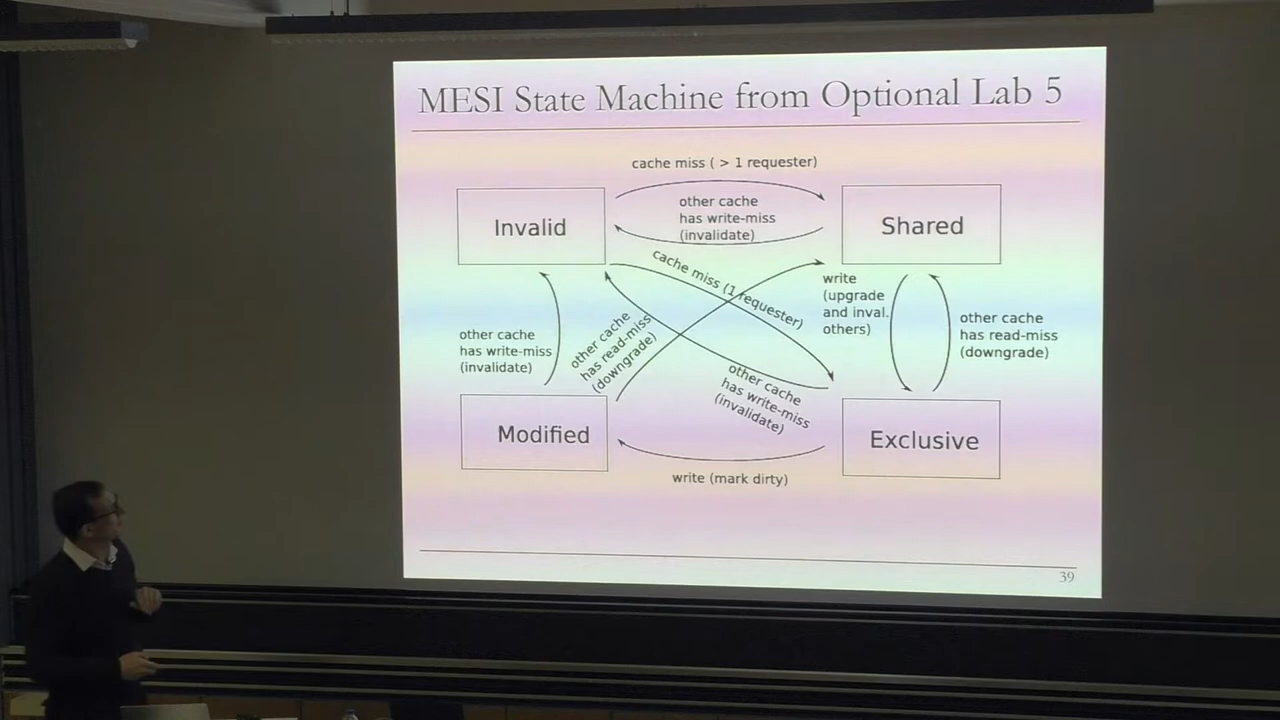 MESI State Machine from Optional Lab 5
cache miss ( > 1 requester)
Invalid
other cache
has write-miss
(invalidate)
Shared
cache miss (1 requester)
write
(upgrade
and inval.
others)
other cache
has read-miss
(downgrade)
other cache
has write-miss
(invalidate)
other cache
has read-miss
(downgrade)
other cache
has write-miss
(invalidate)
Modified
Exclusive
write (mark dirty)
39